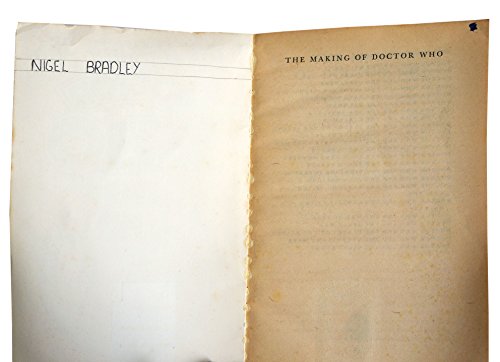 NIGEL BRADLEY
THE MAKING OF DOCTOR WHO